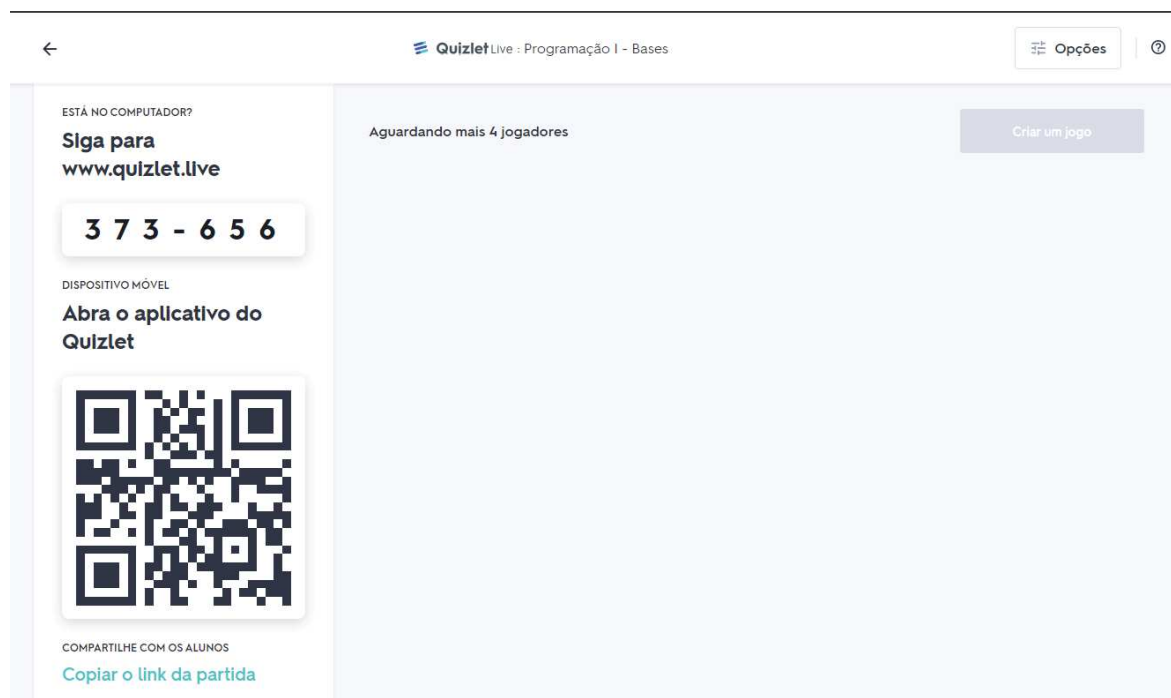 Quizlet Live : Programação I - Bases
Opções
ESTÁ NO COMPUTADOR?
Siga para
www.quizlet.live
373-656
DISPOSITIVO MÓVEL
Abra o aplicativo do
Quizlet
COMPARTILHE COM OS ALUNOS
Copiar o link da partida
Aguardando mais 4 jogadores
Criar um jogo